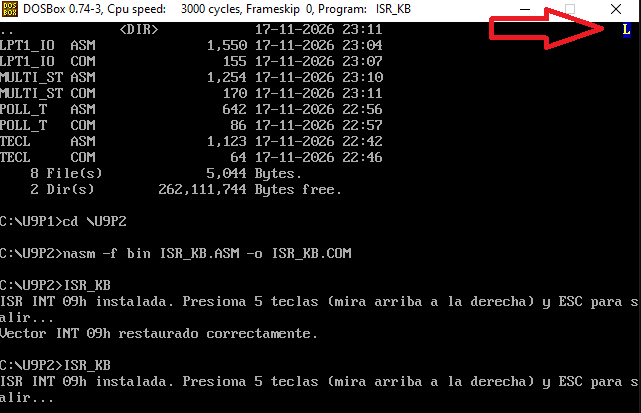 DOSBox 0.74-3, Cpu speed: 3000 cycles, Frameskip 0, Program: ISR_KB
.. <DIR> 17-11-2026 23:11 L
LPT1_IO ASM 1,550 17-11-2026 23:04
LPT1_IO COM 155 17-11-2026 23:07
MULTI_ST ASM 1,254 17-11-2026 23:10
MULTI_ST COM 170 17-11-2026 23:11
POLL_T ASM 642 17-11-2026 22:56
POLL_T COM 86 17-11-2026 22:57
TECL ASM 1,123 17-11-2026 22:42
TECL COM 64 17-11-2026 22:46
8 File(s) 5,044 Bytes.
2 Dir(s) 262,111,744 Bytes free.
C:\U9P1>cd \U9P2
C:\U9P2>nasm -f bin ISR_KB.ASM -o ISR_KB.COM
C:\U9P2>ISR_KB
ISR INT 09h instalada. Presiona 5 teclas (mira arriba a la derecha) y ESC para s
alir...
Vector INT 09h restaurado correctamente.
C:\U9P2>ISR_KB
ISR INT 09h instalada. Presiona 5 teclas (mira arriba a la derecha) y ESC para s
alir...